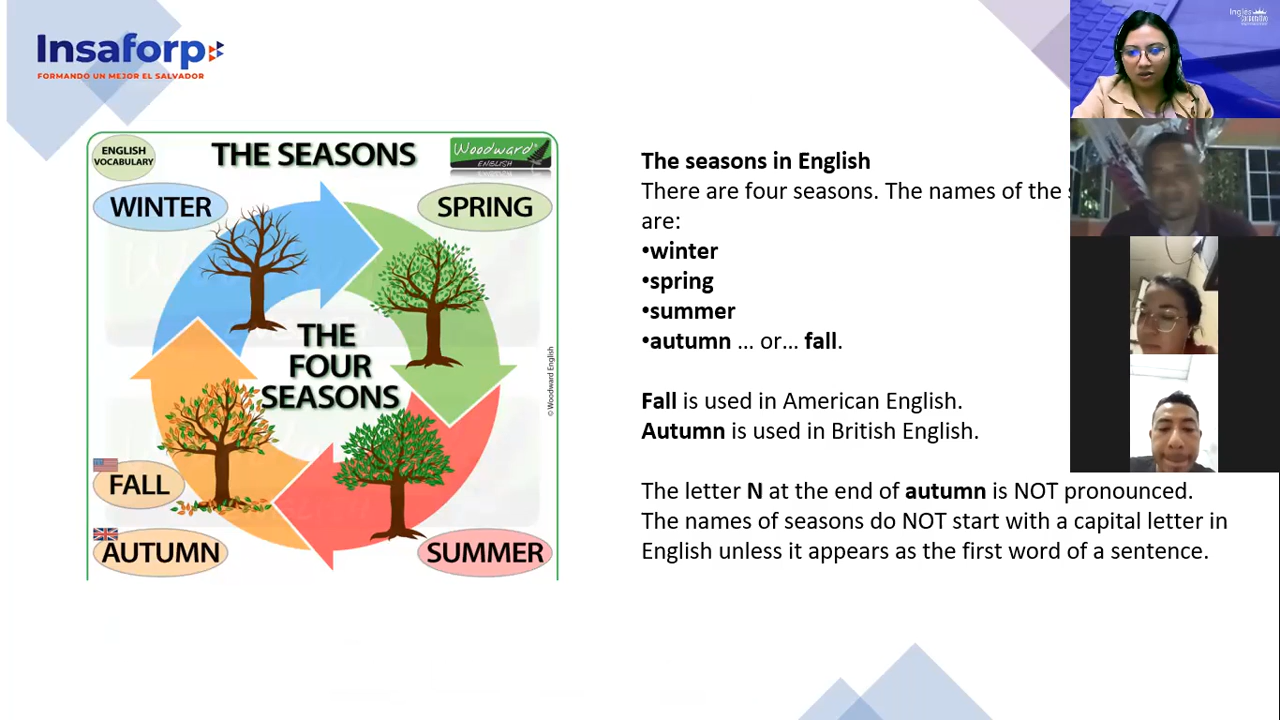 Insaforp
FORMANDO UN MEJOR EL SALVADOR
ENGLISH
VOCABULARY
THE SEASONS
Woodward®
ENGLISH
WINTER
SPRING
THE
FOUR
SEASONS
FALL
AUTUMN
SUMMER
© Woodward English
The seasons in English
There are four seasons. The names of the
are:
•winter
•spring
•summer
•autumn … or… fall.
Fall is used in American English.
Autumn is used in British English.
The letter N at the end of autumn is NOT pronounced.
The names of seasons do NOT start with a capital letter in
English unless it appears as the first word of a sentence.
Inglés